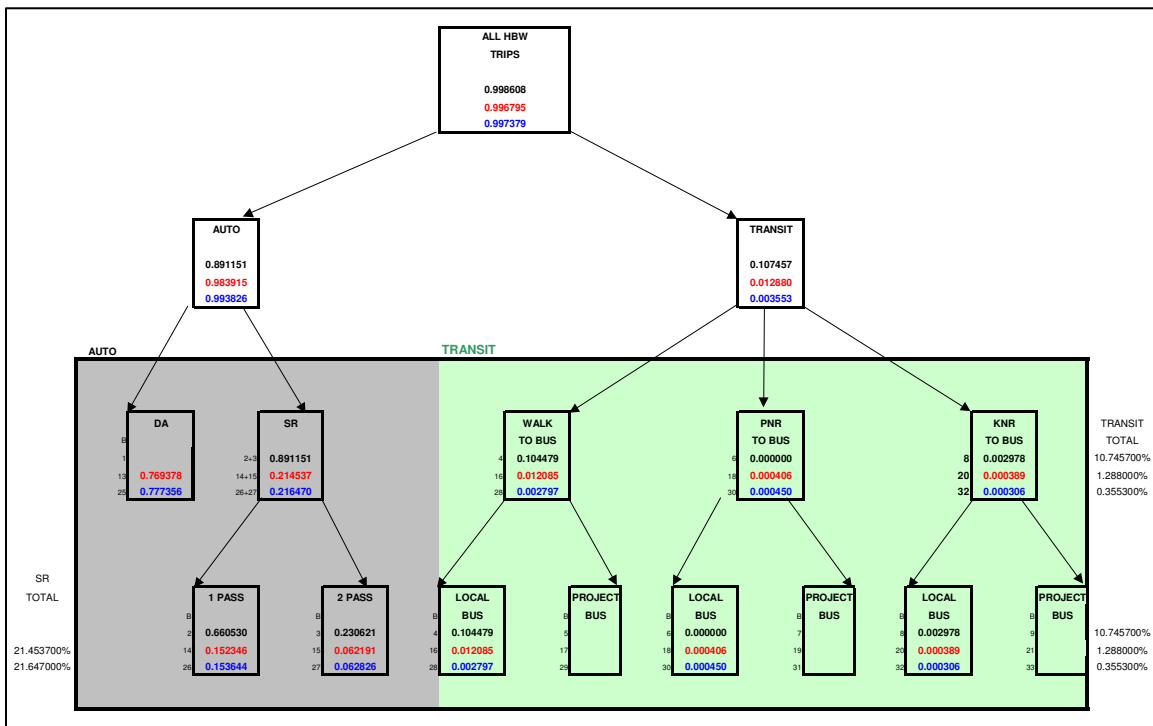 ALL HBW
TRIPS
0.998608
0.996795
0.997379
AUTO
0.891151
0.983915
0.993826
TRANSIT
0.107457
0.012880
0.003553
AUTO
TRANSIT
DA
B
1
13 0.769378
25 0.777356
SR
2+3 0.891151
14+15 0.214537
26+27 0.216470
WALK
TO BUS
4 0.104479
16 0.012085
28 0.002797
PNR
TO BUS
6 0.000000
18 0.000406
30 0.000450
KNR
TO BUS
8 0.002978
20 0.000389
32 0.000306
TRANSIT
TOTAL
10.745700%
1.288000%
0.355300%
SR
TOTAL
21.453700%
21.647000%
1 PASS
B
2 0.660530
14 0.152346
26 0.153644
2 PASS
B
3 0.230621
15 0.062191
27 0.062826
LOCAL
B BUS
4 0.104479
16 0.012085
28 0.002797
PROJECT
B BUS
5
17
29
LOCAL
B BUS
6 0.000000
18 0.000406
30 0.000450
PROJECT
B BUS
7
19
31
LOCAL
B BUS
8 0.002978
20 0.000389
32 0.000306
PROJECT
B BUS
9
21
33
10.745700%
1.288000%
0.355300%